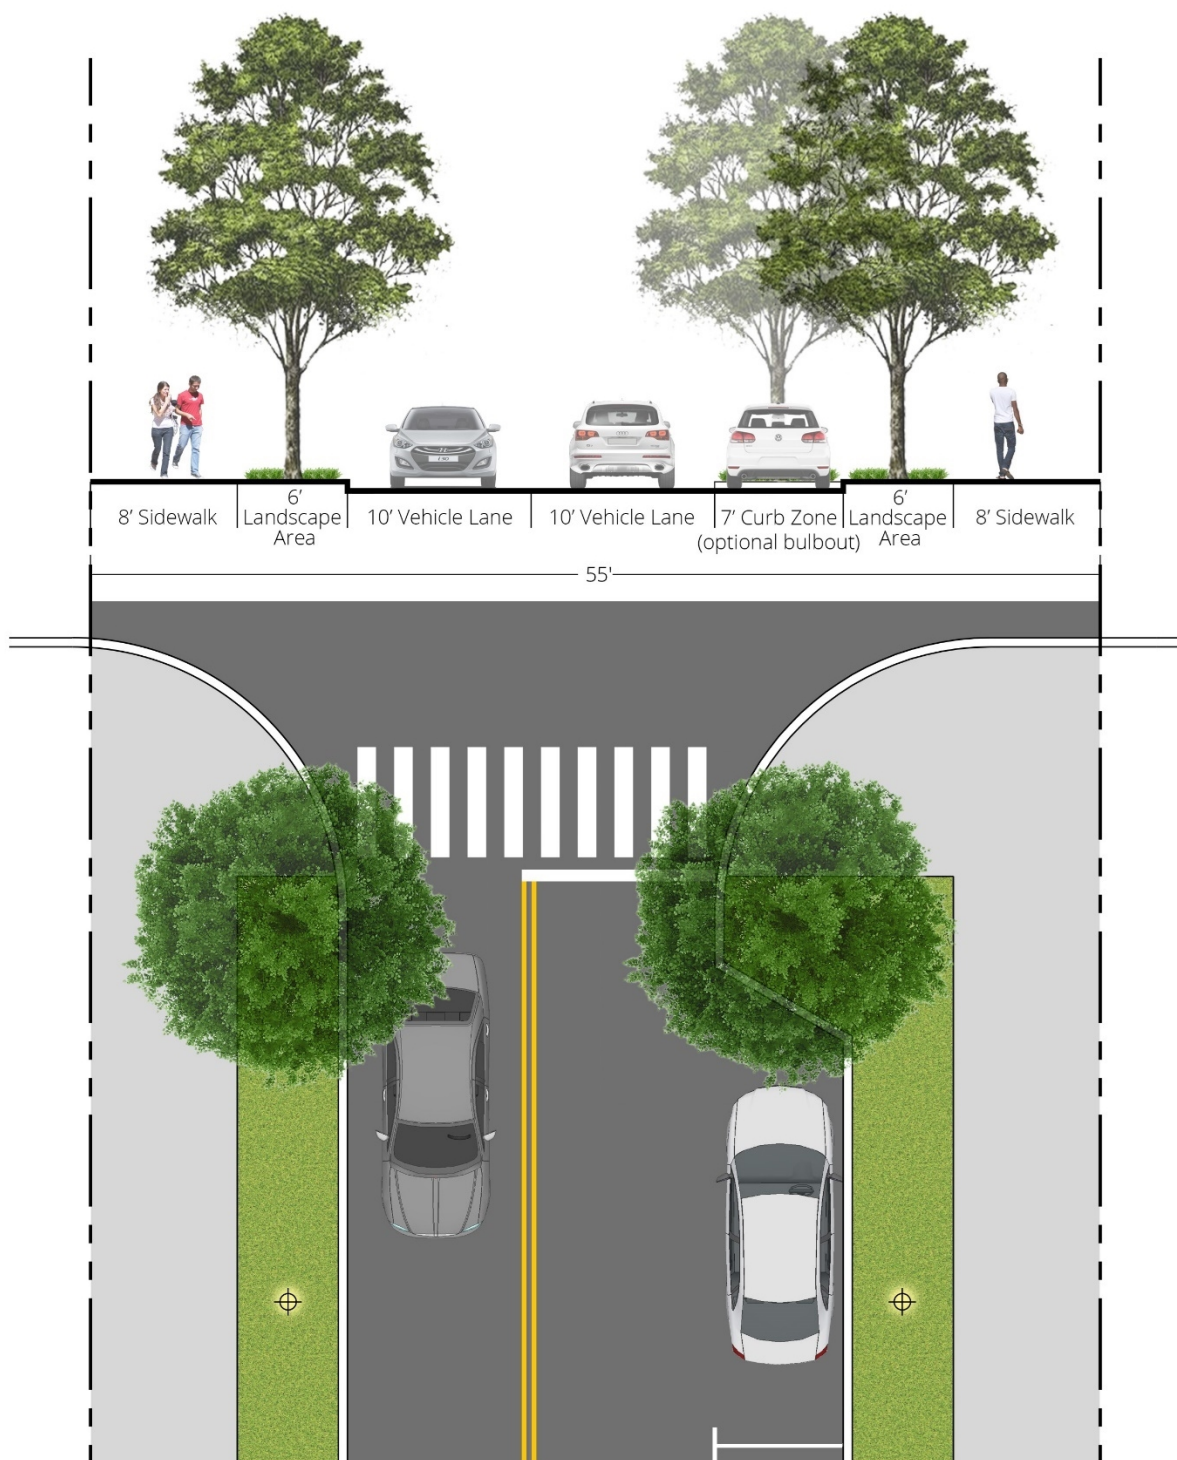 8’ Sidewalk
6’
Landscape
Area
10’ Vehicle Lane
10’ Vehicle Lane
7’ Curb Zone
(optional bulbout)
6’
Landscape
Area
8’ Sidewalk
55'